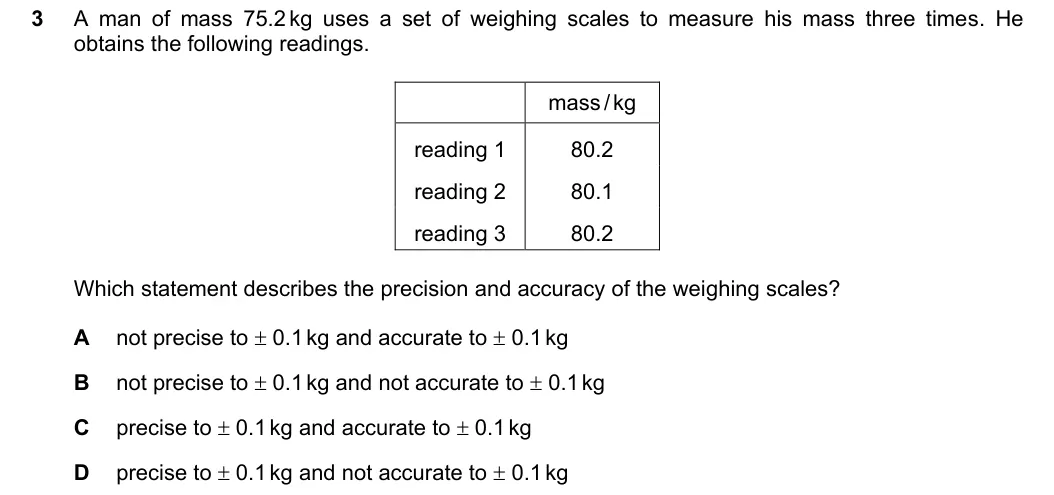 3 A man of mass 75.2 kg uses a set of weighing scales to measure his mass three times. He
obtains the following readings.
mass / kg
reading 1 80.2
reading 2 80.1
reading 3 80.2
Which statement describes the precision and accuracy of the weighing scales?
A not precise to ± 0.1 kg and accurate to ± 0.1 kg
B not precise to ± 0.1 kg and not accurate to ± 0.1 kg
C precise to ± 0.1 kg and accurate to ± 0.1 kg
D precise to ± 0.1 kg and not accurate to ± 0.1 kg